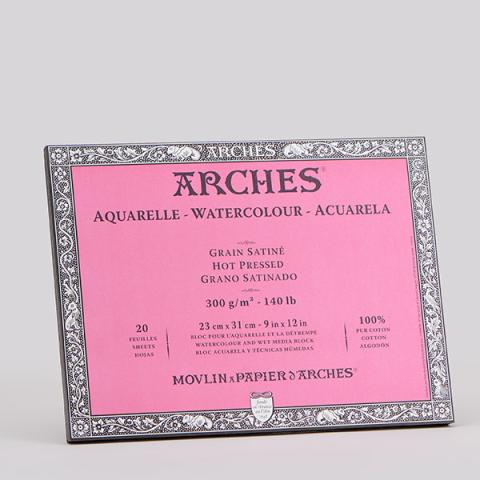 ARCHES
ARCHES®
AQUARELLE - WATERCOLOUR - ACUARELA
GRAIN SATINÉ
HOT PRESSED
GRANO SATINADO
300 g/m² - 140 lb
20
FEUILLES
SHEETS
HOJAS
23 cm x 31 cm - 9 in x 12 in
BLOC POUR L'AQUARELLE ET LA DÉTREMPE
WATERCOLOUR AND WET MEDIA BLOCK
BLOC ACUARELA Y TÉCNICAS HÚMEDAS
100%
PUR COTON
COTTON
ALGODÓN
MOVLIN A PAPIER D'ARCHES®